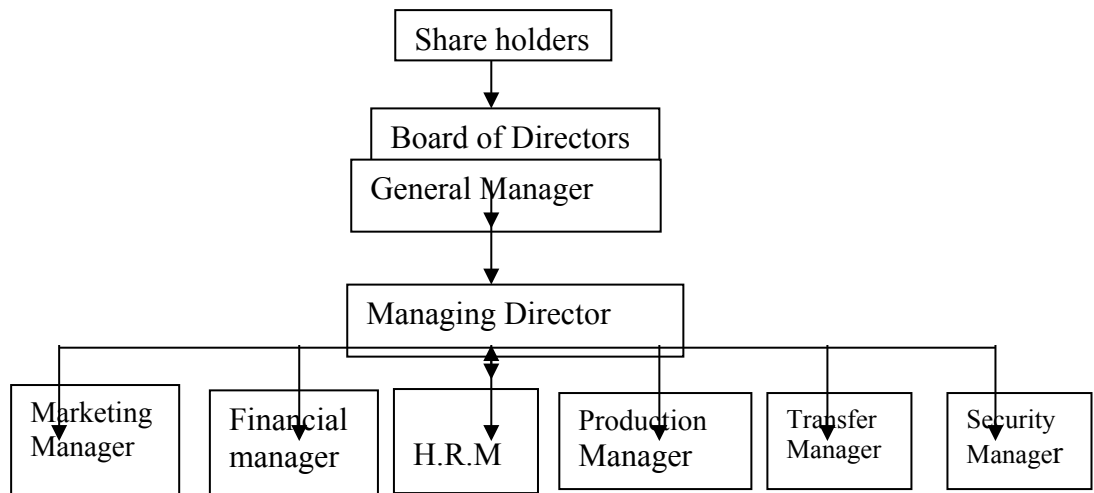 Share holders
Board of Directors
General Manager
Managing Director
Marketing
Manager
Financial
manager
H.R.M
Production
Manager
Transfer
Manager
Security
Manager